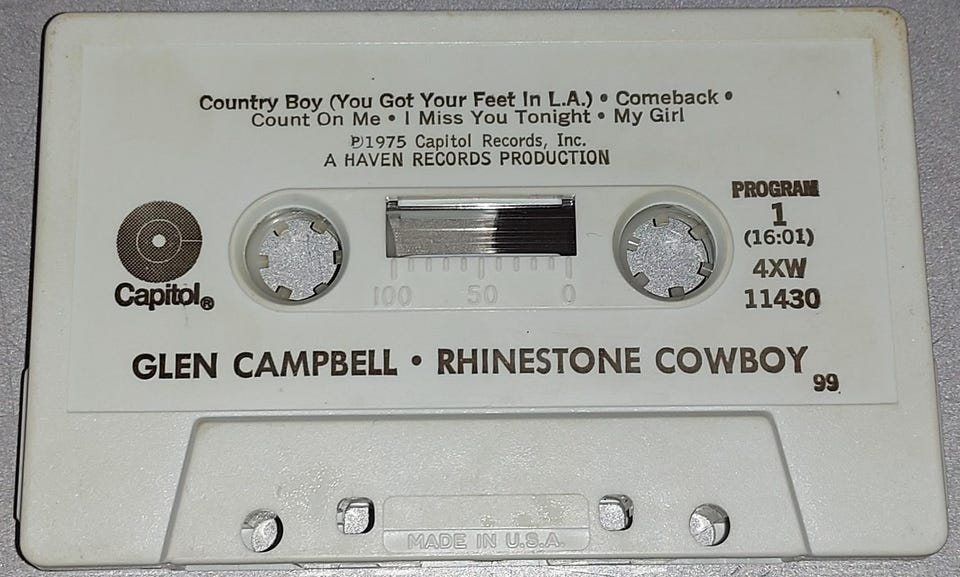 Country Boy (You Got Your Feet In L.A.) • Comeback •
Count On Me • I Miss You Tonight • My Girl
℗1975 Capitol Records, Inc.
A HAVEN RECORDS PRODUCTION
PROGRAM
1
(16:01)
4XW
11430
Capitol®
100 50 0
GLEN CAMPBELL • RHINESTONE COWBOY
99
MADE IN U.S.A.